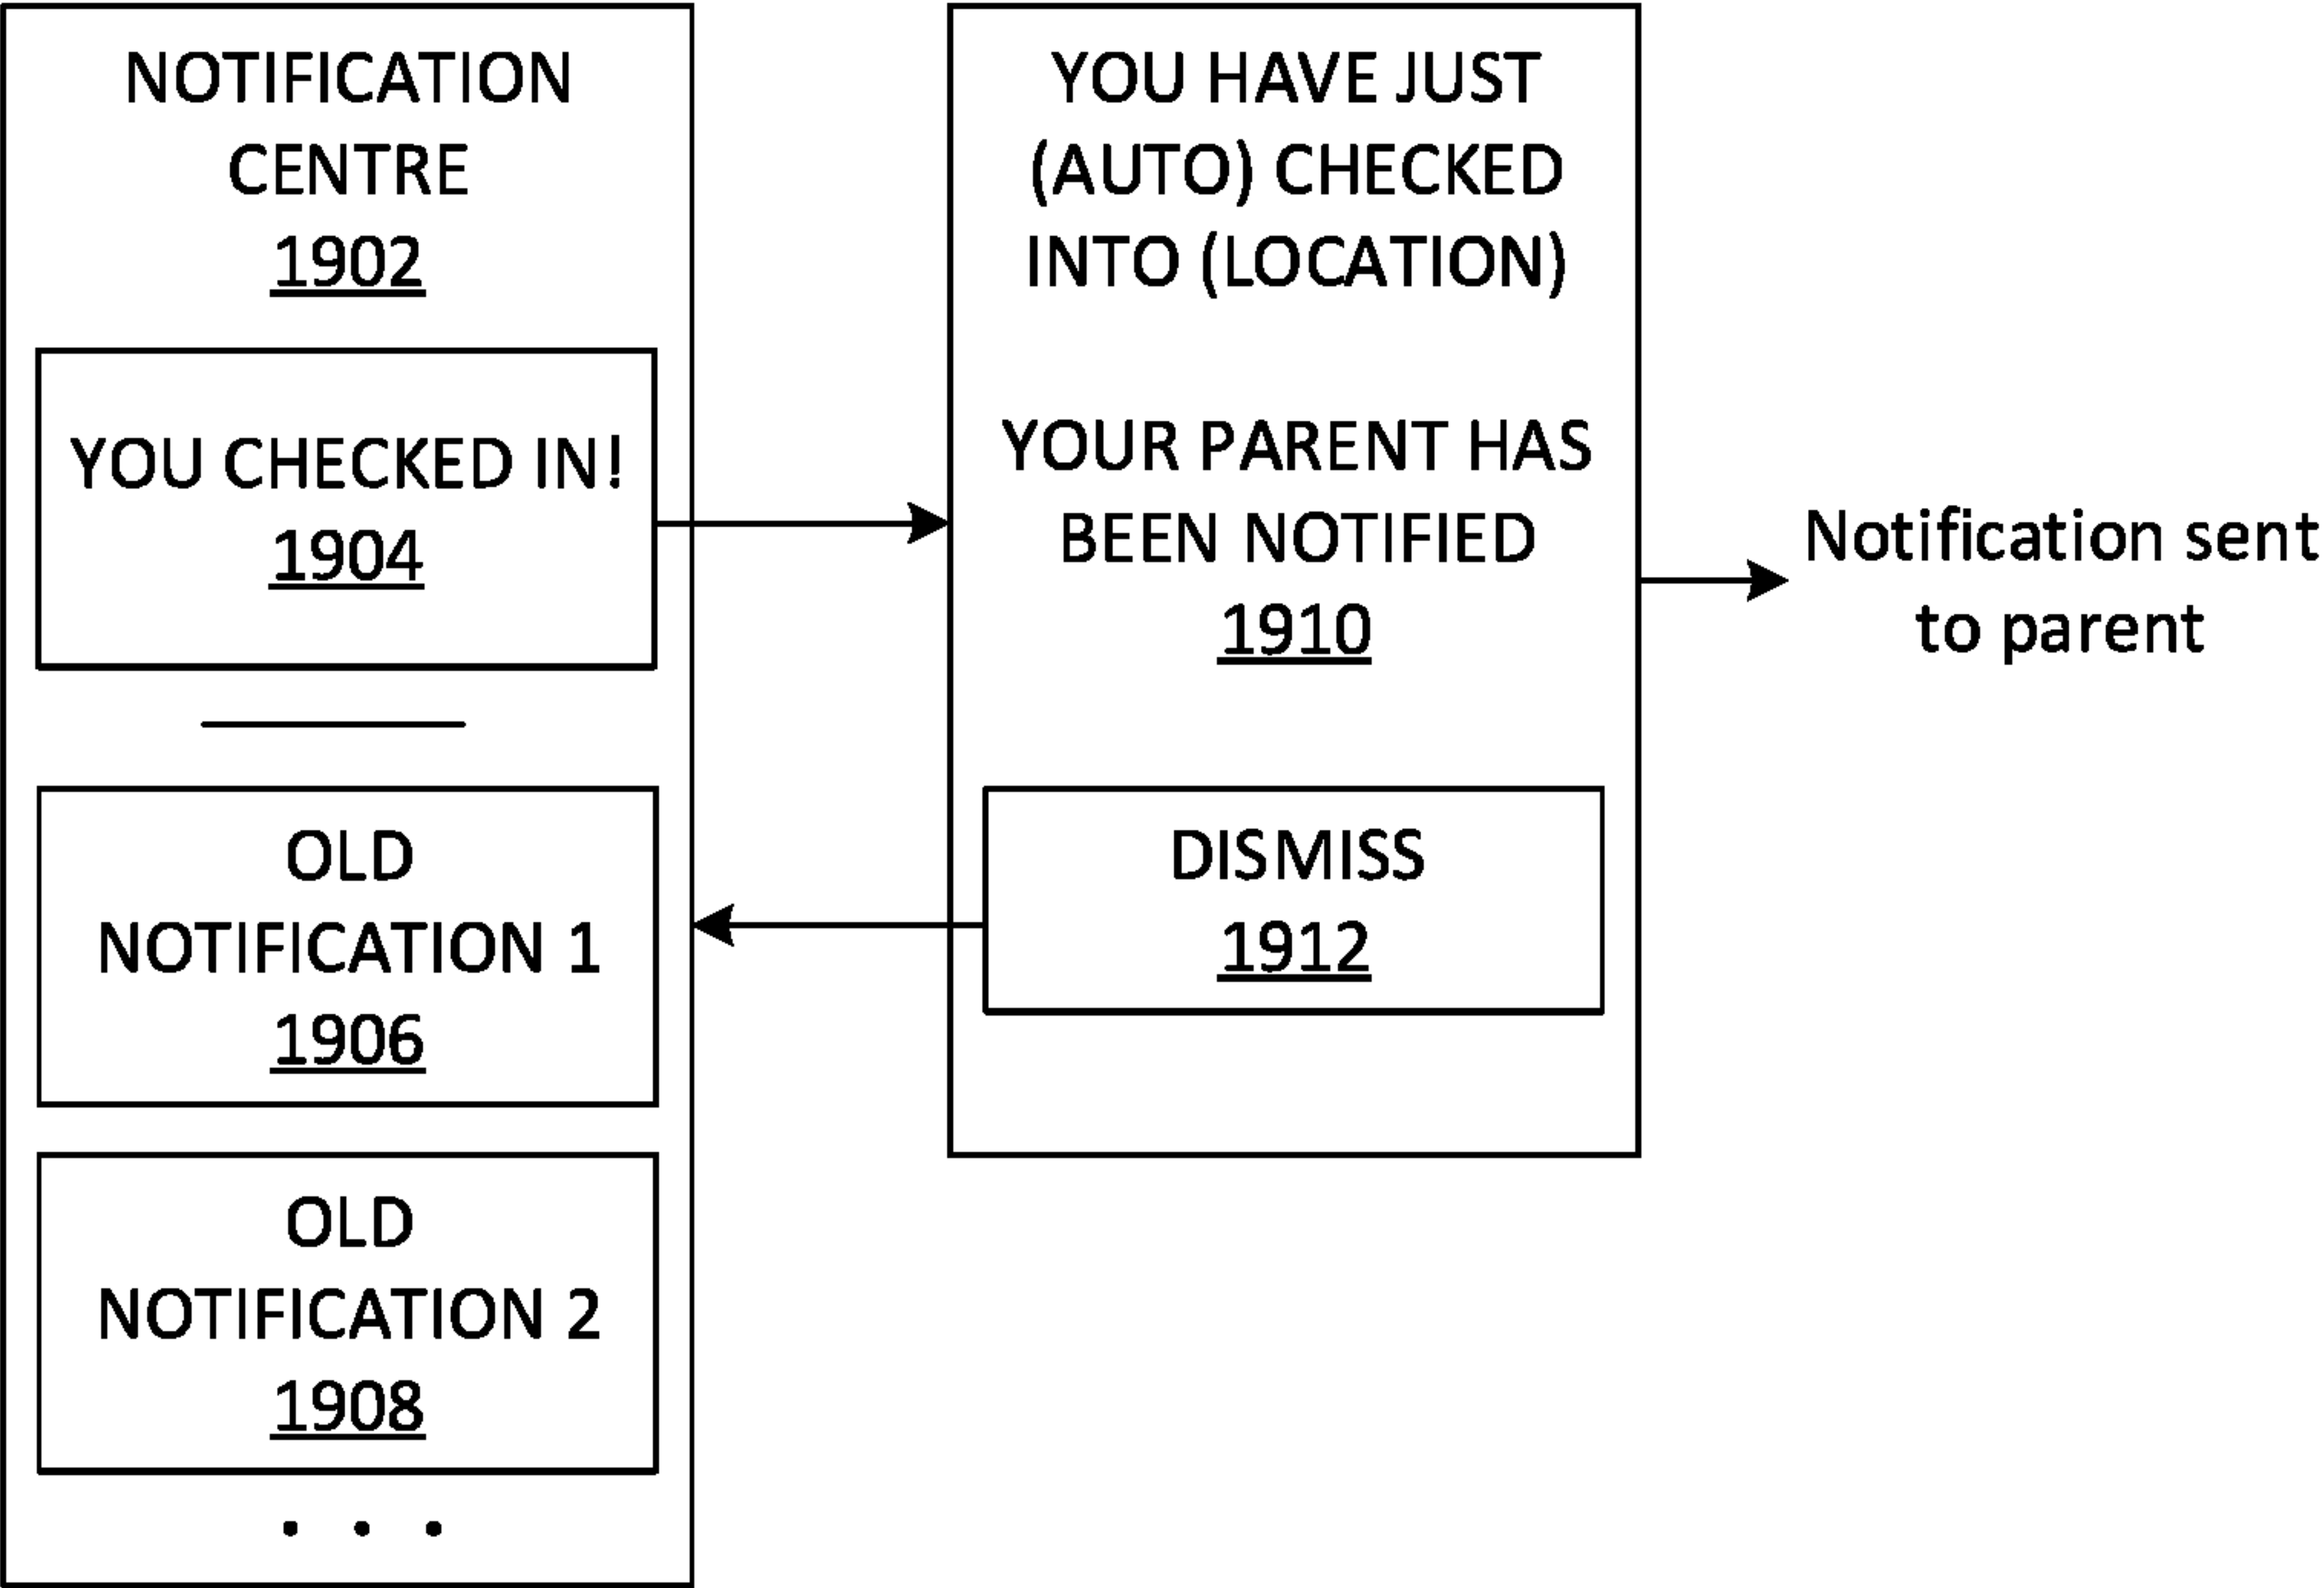 NOTIFICATION
CENTRE
1902
YOU CHECKED IN!
1904
OLD
NOTIFICATION 1
1906
OLD
NOTIFICATION 2
1908
. . .
YOU HAVE JUST
(AUTO) CHECKED
INTO (LOCATION)
YOUR PARENT HAS
BEEN NOTIFIED
1910
DISMISS
1912
Notification sent
to parent